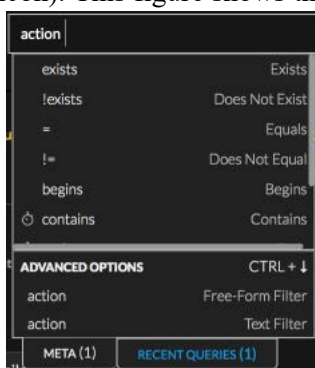 action
exists Exists
!exists Does Not Exist
= Equals
!= Does Not Equal
begins Begins
contains Contains
ADVANCED OPTIONS CTRL + ↓
action Free-Form Filter
action Text Filter
META (1) RECENT QUERIES (1)